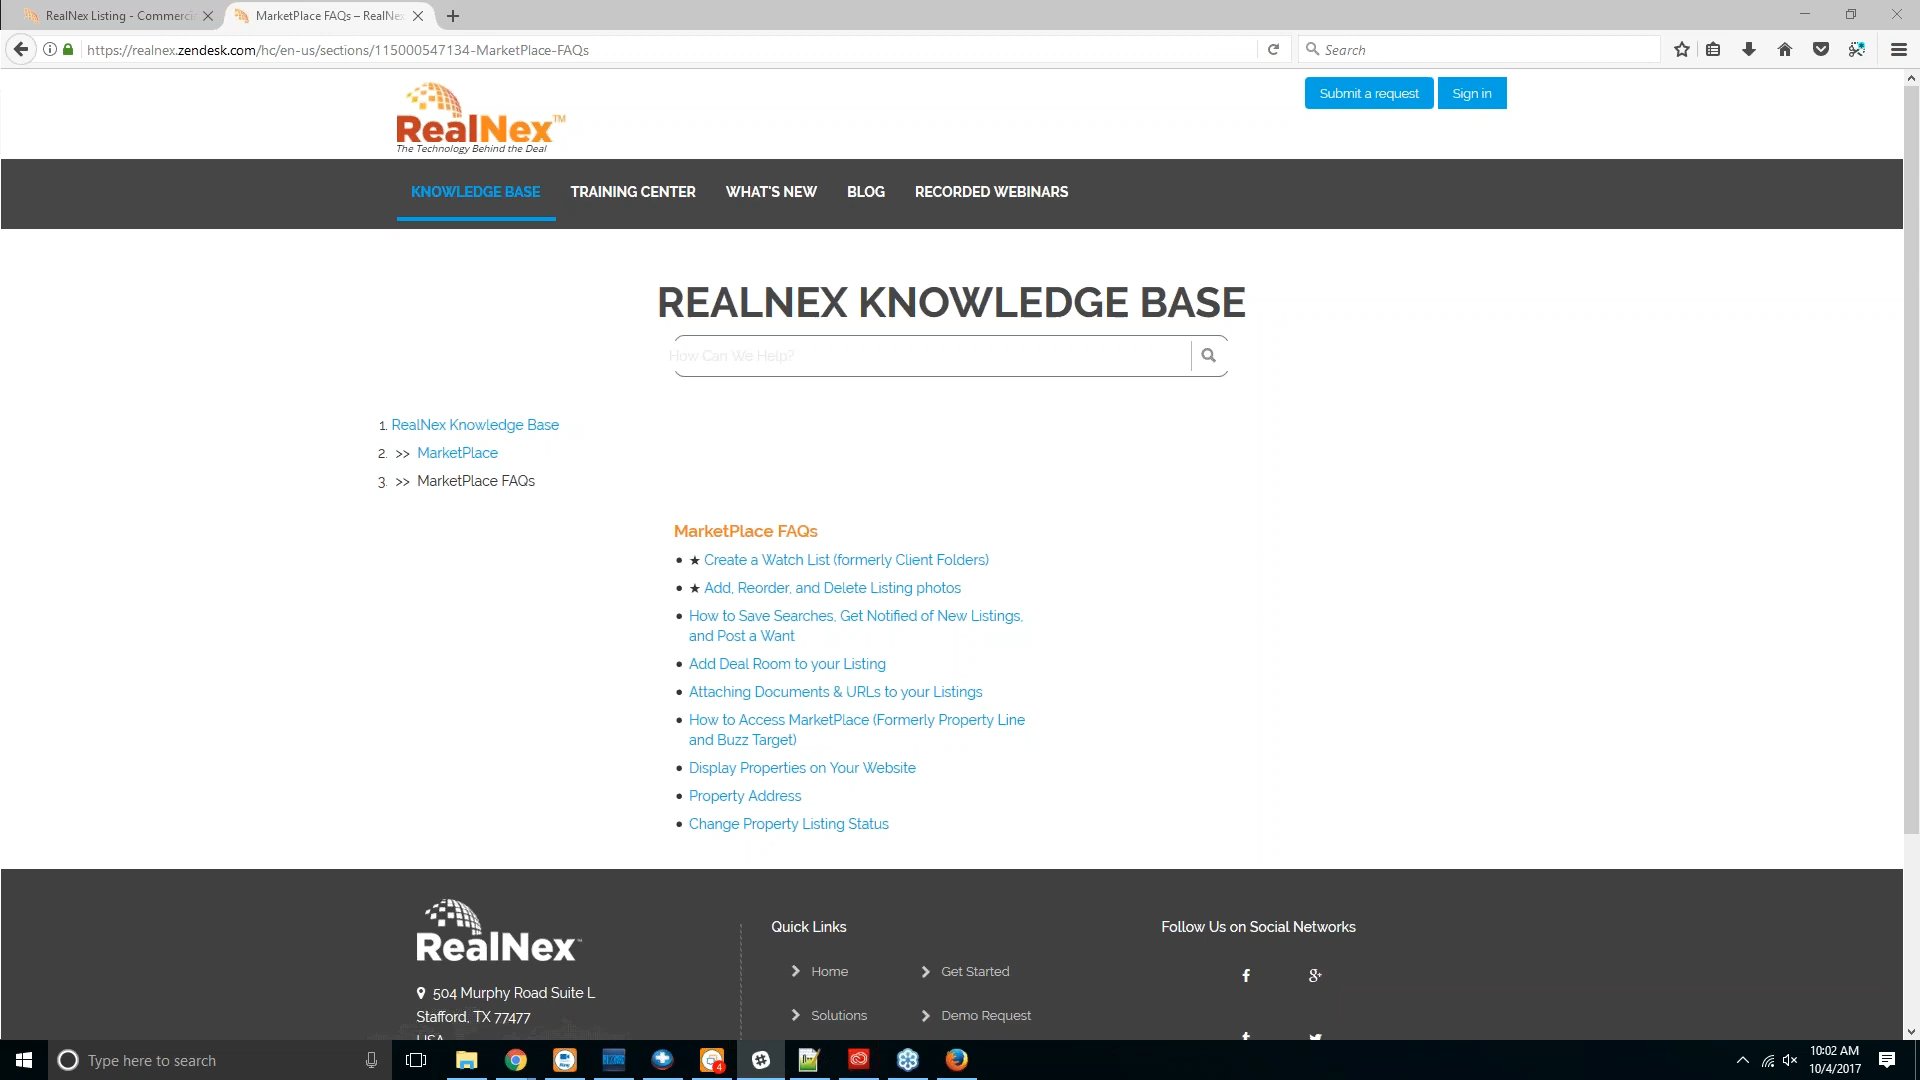 RealNex Listing - Commerci
MarketPlace FAQs – RealNex
https://realnex.zendesk.com/hc/en-us/sections/115000547134-MarketPlace-FAQs
Search
RealNex™
The Technology Behind the Deal
Submit a request
Sign in
KNOWLEDGE BASE
TRAINING CENTER
WHAT'S NEW
BLOG
RECORDED WEBINARS
REALNEX KNOWLEDGE BASE
How Can We Help?
1. RealNex Knowledge Base
2. >> MarketPlace
3. >> MarketPlace FAQs
MarketPlace FAQs
• ★ Create a Watch List (formerly Client Folders)
• ★ Add, Reorder, and Delete Listing photos
• How to Save Searches, Get Notified of New Listings,
and Post a Want
• Add Deal Room to your Listing
• Attaching Documents & URLs to your Listings
• How to Access MarketPlace (Formerly Property Line
and Buzz Target)
• Display Properties on Your Website
• Property Address
• Change Property Listing Status
RealNex™
504 Murphy Road Suite L
Stafford, TX 77477
USA
Quick Links
Home
Get Started
Solutions
Demo Request
Follow Us on Social Networks
Type here to search
4
10:02 AM
10/4/2017